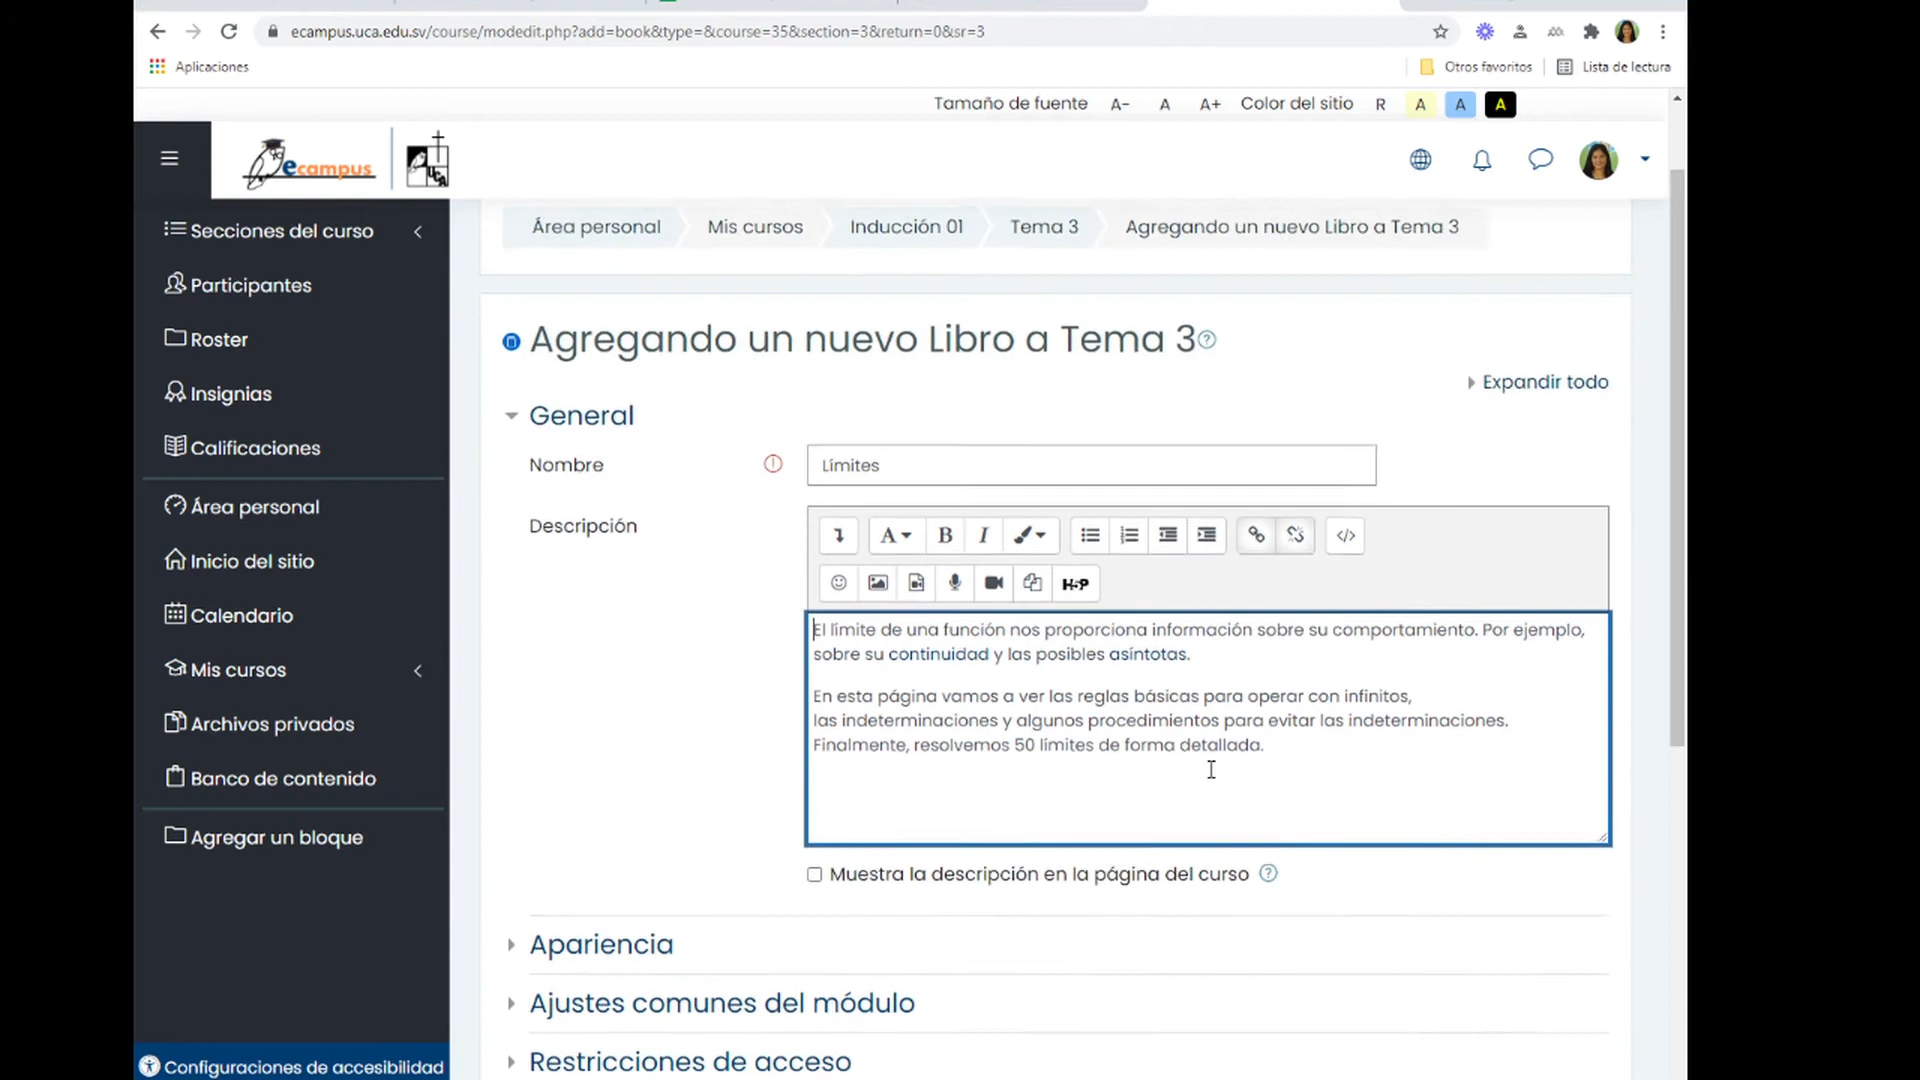 ecampus.uca.edu.sv/course/modedit.php?add=book&type=&course=35&section=3&return=0&sr=3
Aplicaciones
Otros favoritos
Lista de lectura
Tamaño de fuente A- A A+ Color del sitio R A A A
ecampus
UCA
Secciones del curso
Participantes
Roster
Insignias
Calificaciones
Área personal
Inicio del sitio
Calendario
Mis cursos
Archivos privados
Banco de contenido
Agregar un bloque
Configuraciones de accesibilidad
Área personal Mis cursos Inducción 01 Tema 3 Agregando un nuevo Libro a Tema 3
Agregando un nuevo Libro a Tema 3
Expandir todo
General
Nombre
Límites
Descripción
A B I
H-P
El límite de una función nos proporciona información sobre su comportamiento. Por ejemplo,
sobre su continuidad y las posibles asíntotas.
En esta página vamos a ver las reglas básicas para operar con infinitos,
las indeterminaciones y algunos procedimientos para evitar las indeterminaciones.
Finalmente, resolvemos 50 límites de forma detallada.
Muestra la descripción en la página del curso
Apariencia
Ajustes comunes del módulo
Restricciones de acceso